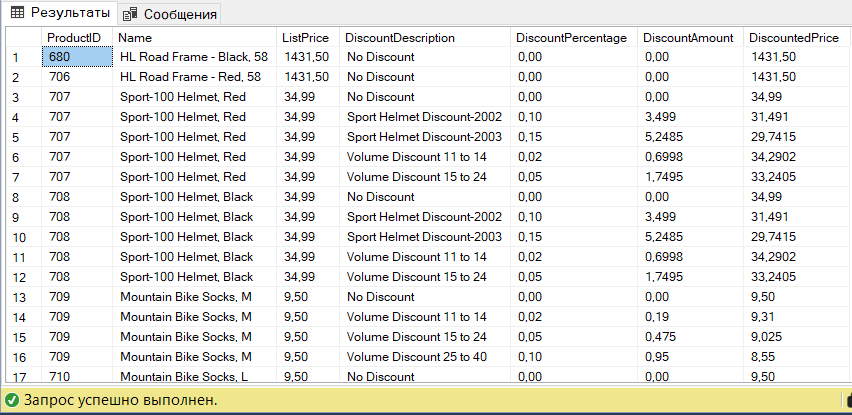 Результаты Сообщения
ProductID Name ListPrice DiscountDescription DiscountPercentage DiscountAmount DiscountedPrice
1 680 HL Road Frame - Black, 58 1431,50 No Discount 0,00 0,00 1431,50
2 706 HL Road Frame - Red, 58 1431,50 No Discount 0,00 0,00 1431,50
3 707 Sport-100 Helmet, Red 34,99 No Discount 0,00 0,00 34,99
4 707 Sport-100 Helmet, Red 34,99 Sport Helmet Discount-2002 0,10 3,499 31,491
5 707 Sport-100 Helmet, Red 34,99 Sport Helmet Discount-2003 0,15 5,2485 29,7415
6 707 Sport-100 Helmet, Red 34,99 Volume Discount 11 to 14 0,02 0,6998 34,2902
7 707 Sport-100 Helmet, Red 34,99 Volume Discount 15 to 24 0,05 1,7495 33,2405
8 708 Sport-100 Helmet, Black 34,99 No Discount 0,00 0,00 34,99
9 708 Sport-100 Helmet, Black 34,99 Sport Helmet Discount-2002 0,10 3,499 31,491
10 708 Sport-100 Helmet, Black 34,99 Sport Helmet Discount-2003 0,15 5,2485 29,7415
11 708 Sport-100 Helmet, Black 34,99 Volume Discount 11 to 14 0,02 0,6998 34,2902
12 708 Sport-100 Helmet, Black 34,99 Volume Discount 15 to 24 0,05 1,7495 33,2405
13 709 Mountain Bike Socks, M 9,50 No Discount 0,00 0,00 9,50
14 709 Mountain Bike Socks, M 9,50 Volume Discount 11 to 14 0,02 0,19 9,31
15 709 Mountain Bike Socks, M 9,50 Volume Discount 15 to 24 0,05 0,475 9,025
16 709 Mountain Bike Socks, M 9,50 Volume Discount 25 to 40 0,10 0,95 8,55
17 710 Mountain Bike Socks, L 9,50 No Discount 0,00 0,00 9,50
Запрос успешно выполнен.